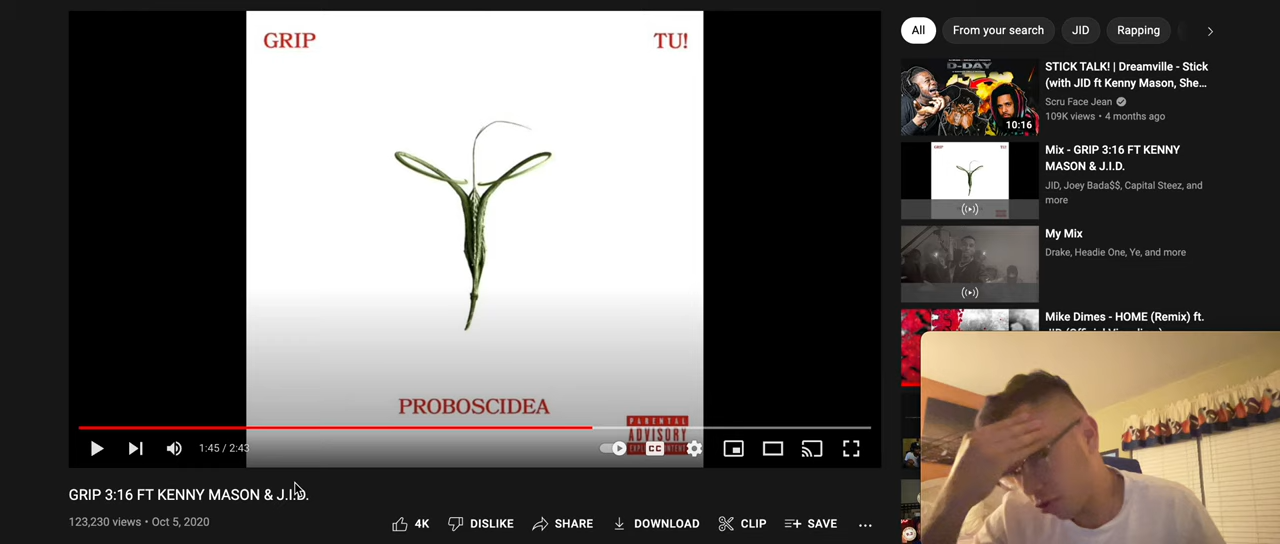 GRIP
TU!
PROBOSCIDEA
PARENTAL
ADVISORY
1:45 / 2:43
CC
GRIP 3:16 FT KENNY MASON & J.I.D.
123,230 views • Oct 5, 2020
4K
DISLIKE
SHARE
DOWNLOAD
CLIP
SAVE
All
From your search
JID
Rapping
D-DAY
10:16
STICK TALK! | Dreamville - Stick
(with JID ft Kenny Mason, She...
Scru Face Jean
109K views • 4 months ago
GRIP
TU!
Mix - GRIP 3:16 FT KENNY
MASON & J.I.D.
JID, Joey Bada$$, Capital Steez, and
more
My Mix
Drake, Headie One, Ye, and more
Mike Dimes - HOME (Remix) ft.